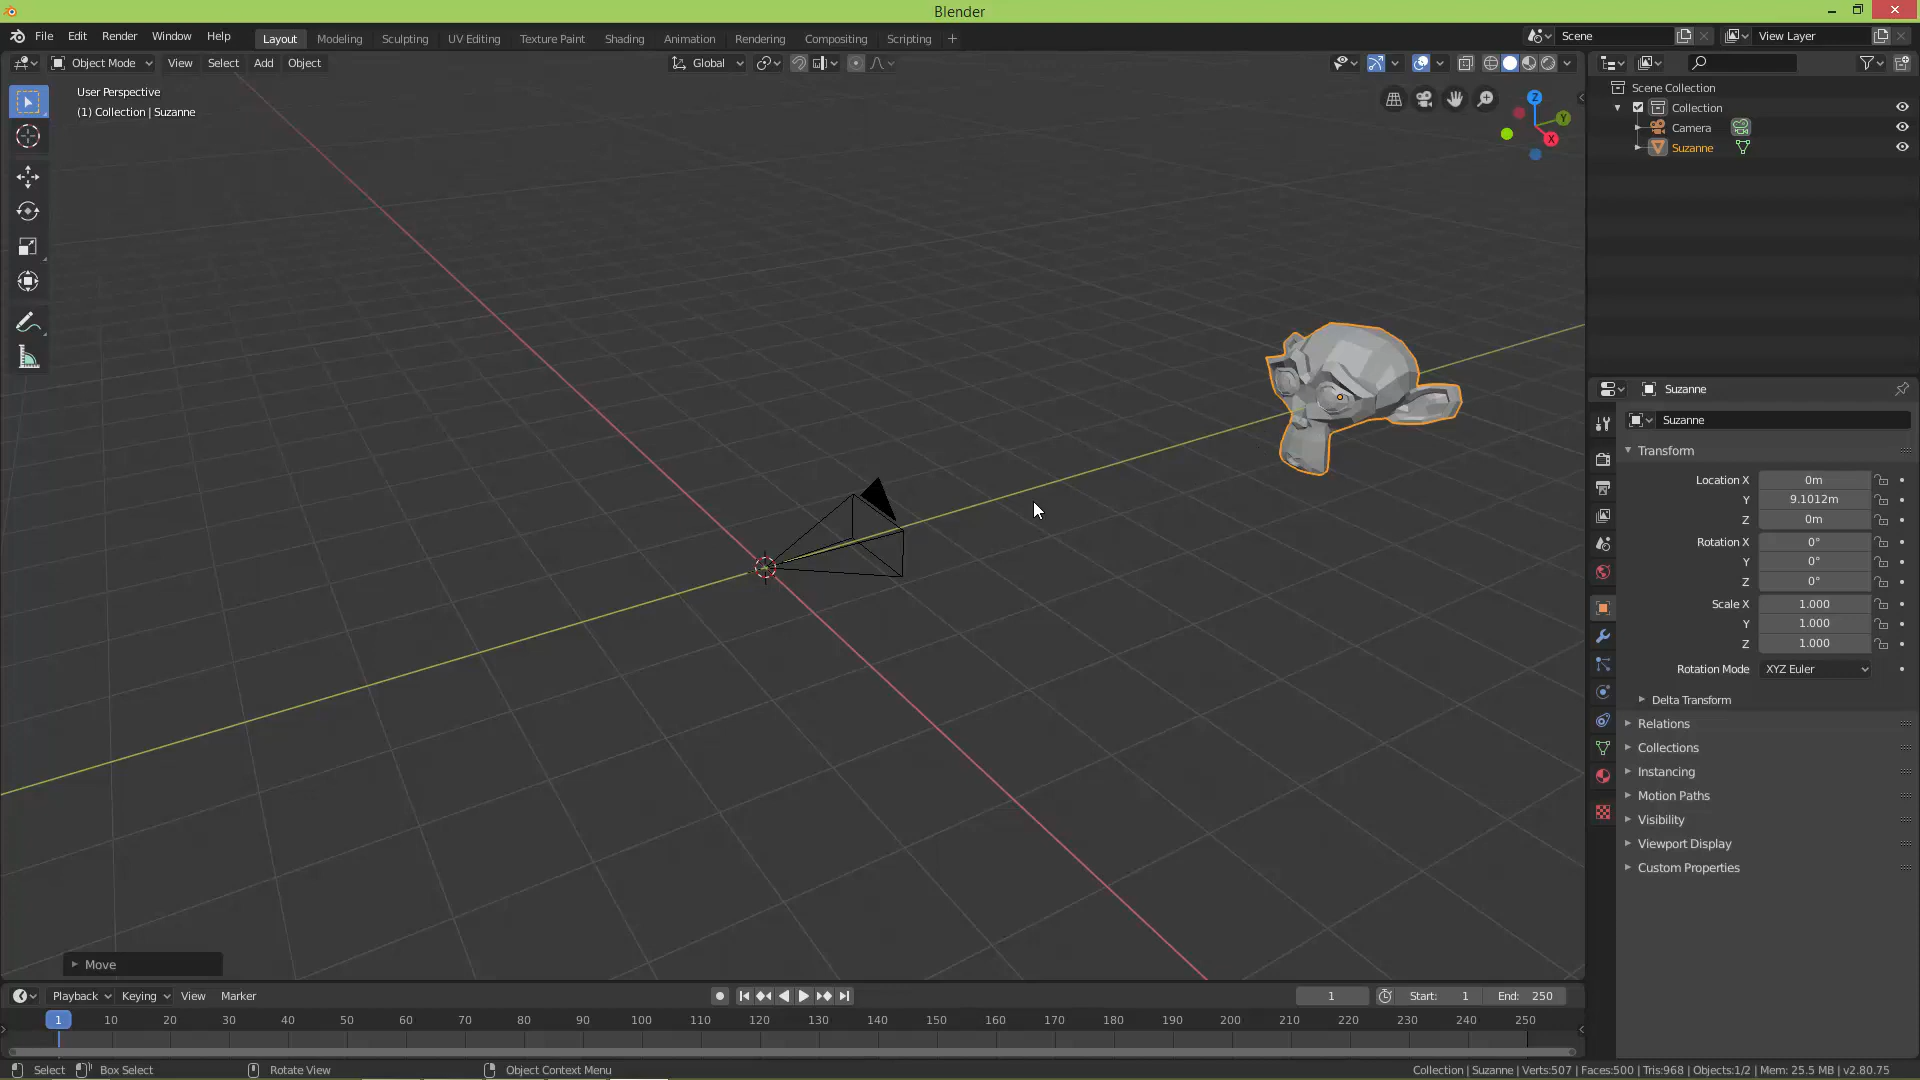 Blender
File Edit Render Window Help
Layout Modeling Sculpting UV Editing Texture Paint Shading Animation Rendering Compositing Scripting +
Scene
View Layer
Object Mode View Select Add Object
Global
User Perspective
(1) Collection | Suzanne
Z
Y
X
Scene Collection
Collection
Camera
Suzanne
Suzanne
Suzanne
Transform
Location X 0m
Y 9.1012m
Z 0m
Rotation X 0°
Y 0°
Z 0°
Scale X 1.000
Y 1.000
Z 1.000
Rotation Mode XYZ Euler
Delta Transform
Relations
Collections
Instancing
Motion Paths
Visibility
Viewport Display
Custom Properties
Move
Playback Keying View Marker
1
Start: 1
End: 250
1 10 20 30 40 50 60 70 80 90 100 110 120 130 140 150 160 170 180 190 200 210 220 230 240 250
Select Box Select Rotate View Object Context Menu
Collection | Suzanne | Verts:507 | Faces:500 | Tris:968 | Objects:1/2 | Mem: 25.5 MB | v2.80.75